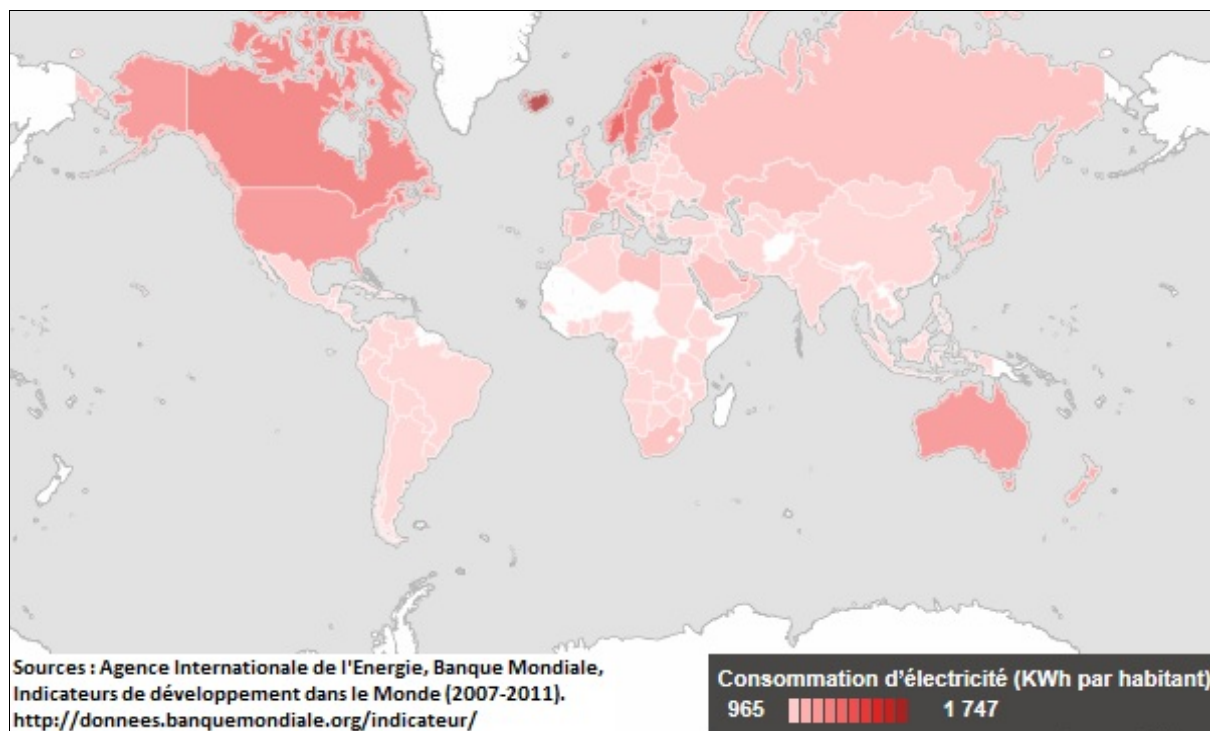 Sources : Agence Internationale de l'Energie, Banque Mondiale,
Indicateurs de développement dans le Monde (2007-2011).
http://donnees.banquemondiale.org/indicateur/
Consommation d'électricité (KWh par habitant)
965 1 747